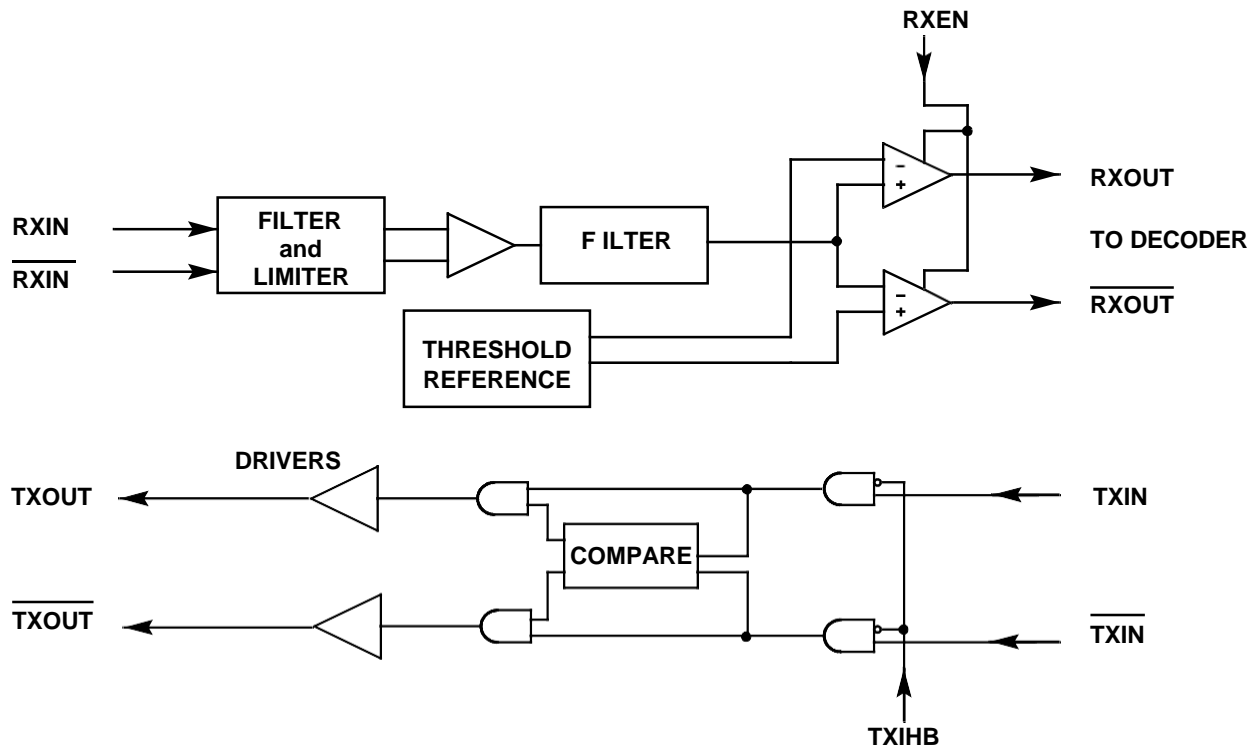 RXEN
RXIN
RXIN
FILTER
and
LIMITER
F ILTER
THRESHOLD
REFERENCE
-
+
-
+
RXOUT
TO DECODER
RXOUT
DRIVERS
TXOUT
TXOUT
COMPARE
TXIN
TXIN
TXIHB